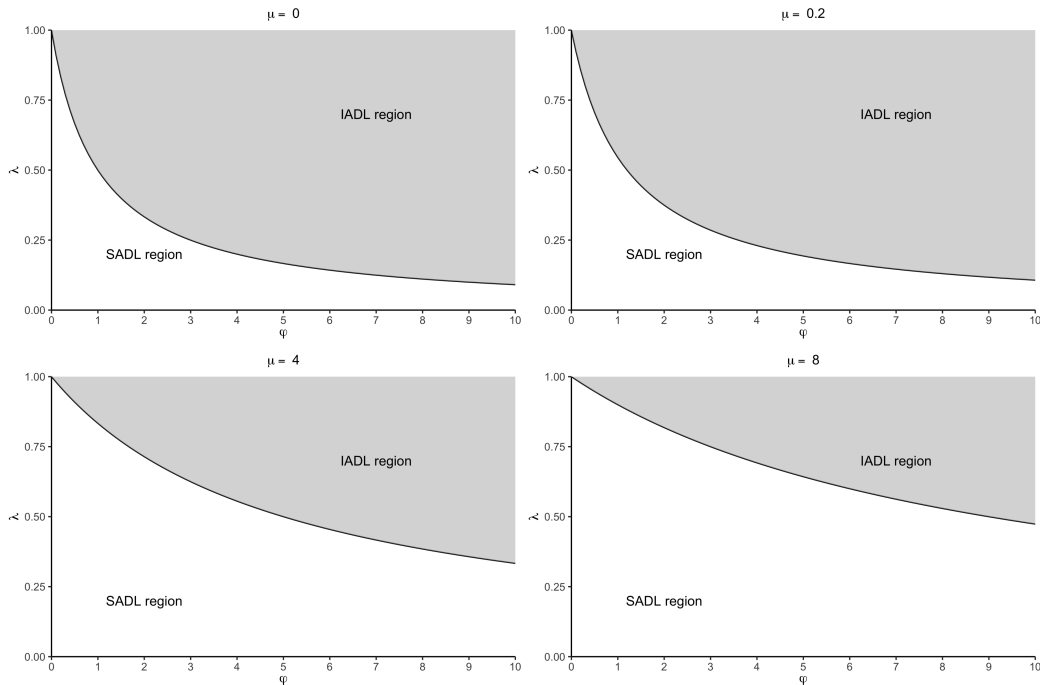 μ = 0
1.00
0.75
0.50
0.25
0.00
λ
IADL region
SADL region
0 1 2 3 4 5 6 7 8 9 10
φ
μ = 0.2
1.00
0.75
0.50
0.25
0.00
λ
IADL region
SADL region
0 1 2 3 4 5 6 7 8 9 10
φ
μ = 4
1.00
0.75
0.50
0.25
0.00
λ
IADL region
SADL region
0 1 2 3 4 5 6 7 8 9 10
φ
μ = 8
1.00
0.75
0.50
0.25
0.00
λ
IADL region
SADL region
0 1 2 3 4 5 6 7 8 9 10
φ